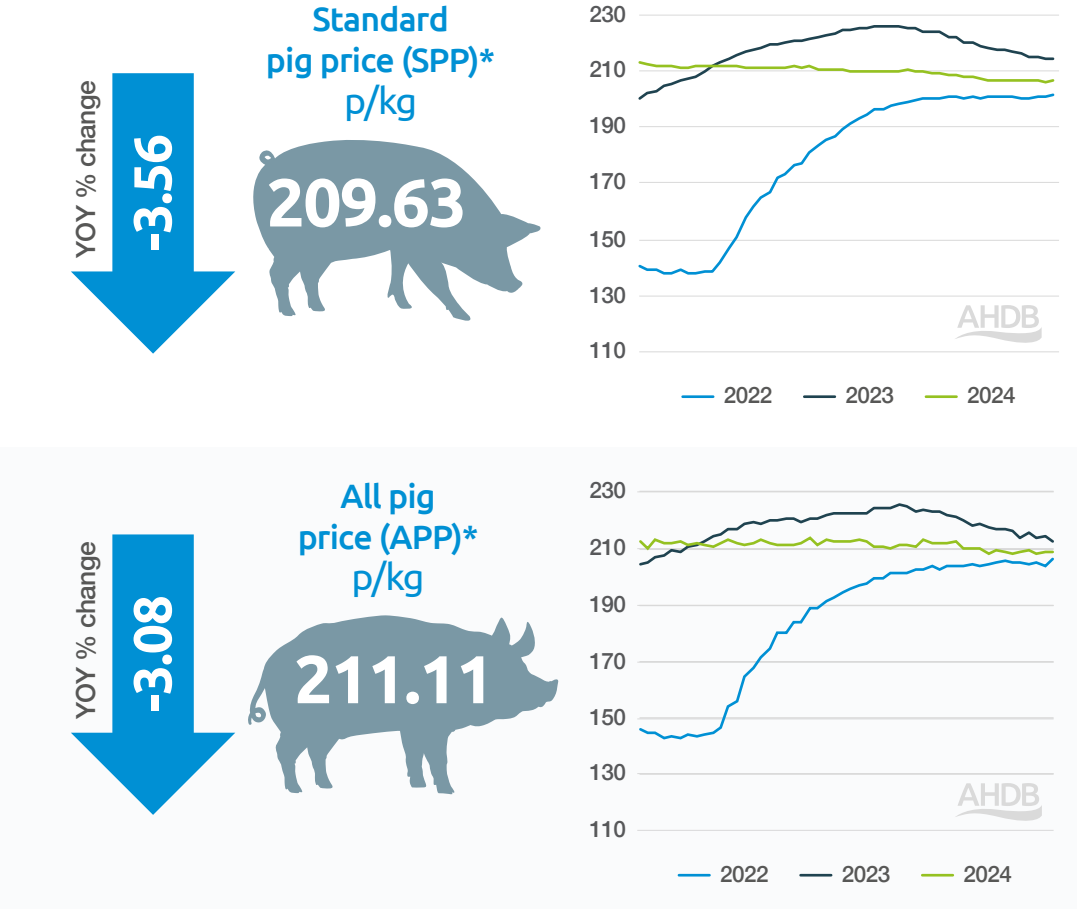 Standard
pig price (SPP)*
p/kg
YOY % change
-3.56
209.63
230
210
190
170
150
130
110
AHDB
2022 2023 2024
All pig
price (APP)*
p/kg
YOY % change
-3.08
211.11
230
210
190
170
150
130
110
AHDB
2022 2023 2024